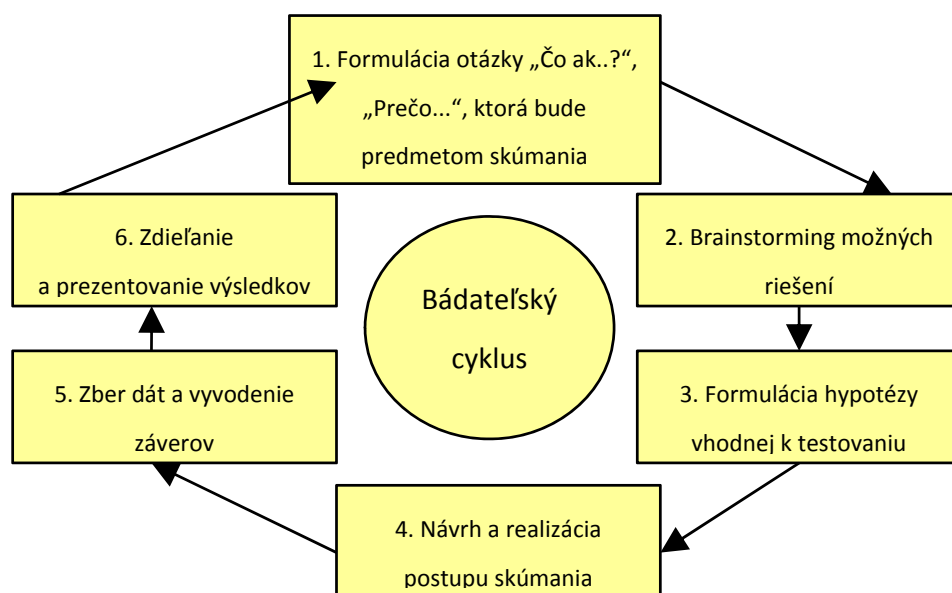 1. Formulácia otázky „Čo ak..?“,
„Prečo...“, ktorá bude
predmetom skúmania
2. Brainstorming možných
riešení
3. Formulácia hypotézy
vhodnej k testovaniu
4. Návrh a realizácia
postupu skúmania
5. Zber dát a vyvodenie
záverov
6. Zdieľanie
a prezentovanie výsledkov
Bádateľský
cyklus